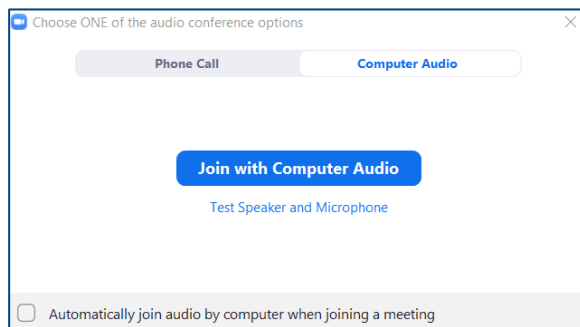 Choose ONE of the audio conference options
Phone Call
Computer Audio
Join with Computer Audio
Test Speaker and Microphone
Automatically join audio by computer when joining a meeting